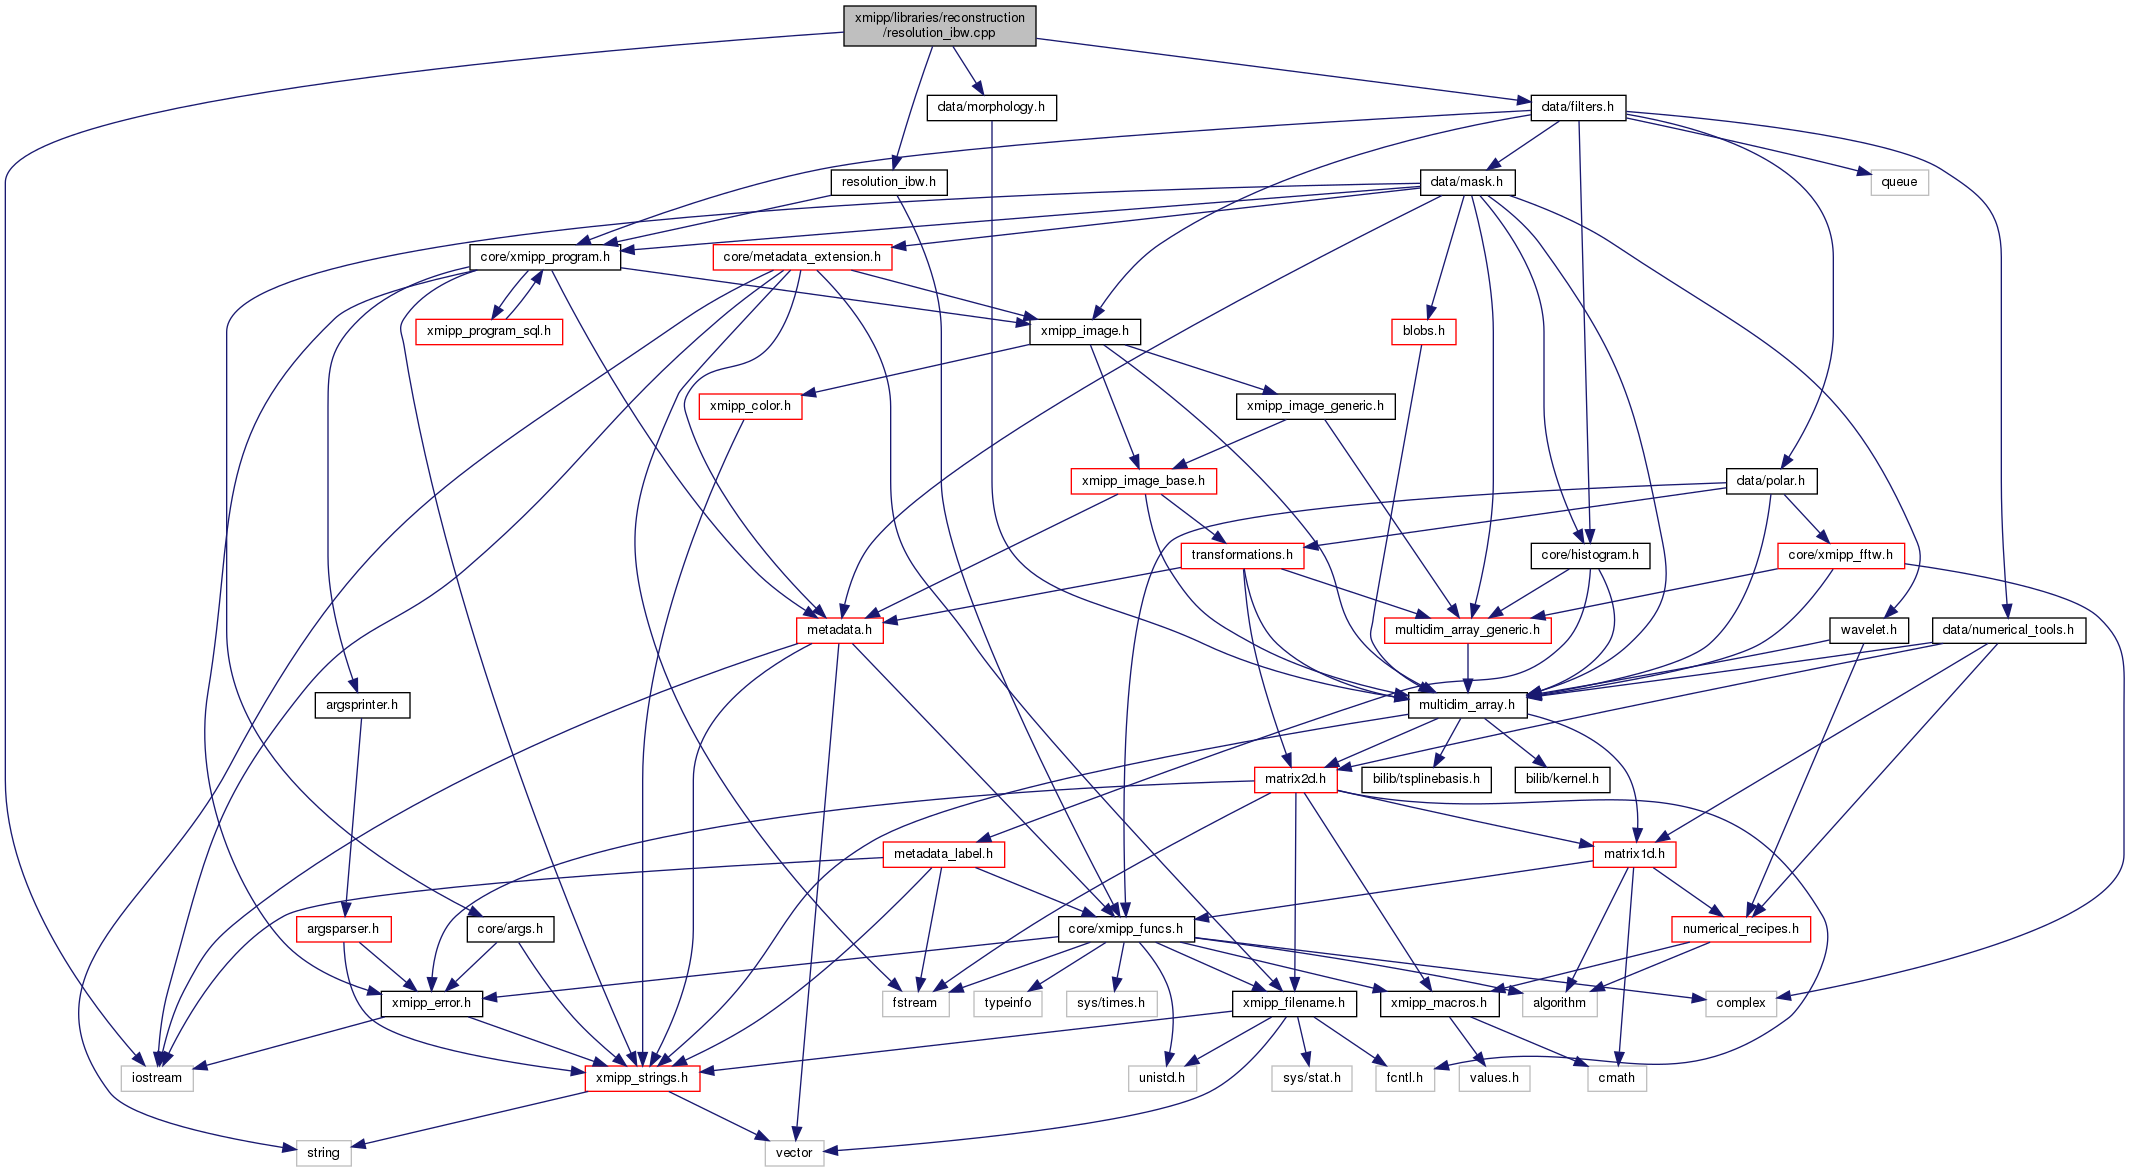 xmipp/libraries/reconstruction
/resolution_ibw.cpp
data/morphology.h
data/filters.h
resolution_ibw.h
data/mask.h
queue
core/xmipp_program.h
core/metadata_extension.h
xmipp_program_sql.h
xmipp_image.h
blobs.h
xmipp_color.h
xmipp_image_generic.h
xmipp_image_base.h
data/polar.h
transformations.h
core/histogram.h
core/xmipp_fftw.h
metadata.h
multidim_array_generic.h
wavelet.h
data/numerical_tools.h
argsprinter.h
multidim_array.h
matrix2d.h
bilib/tsplinebasis.h
bilib/kernel.h
metadata_label.h
matrix1d.h
argsparser.h
core/args.h
core/xmipp_funcs.h
numerical_recipes.h
xmipp_error.h
fstream
typeinfo
sys/times.h
xmipp_filename.h
xmipp_macros.h
algorithm
complex
iostream
xmipp_strings.h
unistd.h
sys/stat.h
fcntl.h
values.h
cmath
string
vector